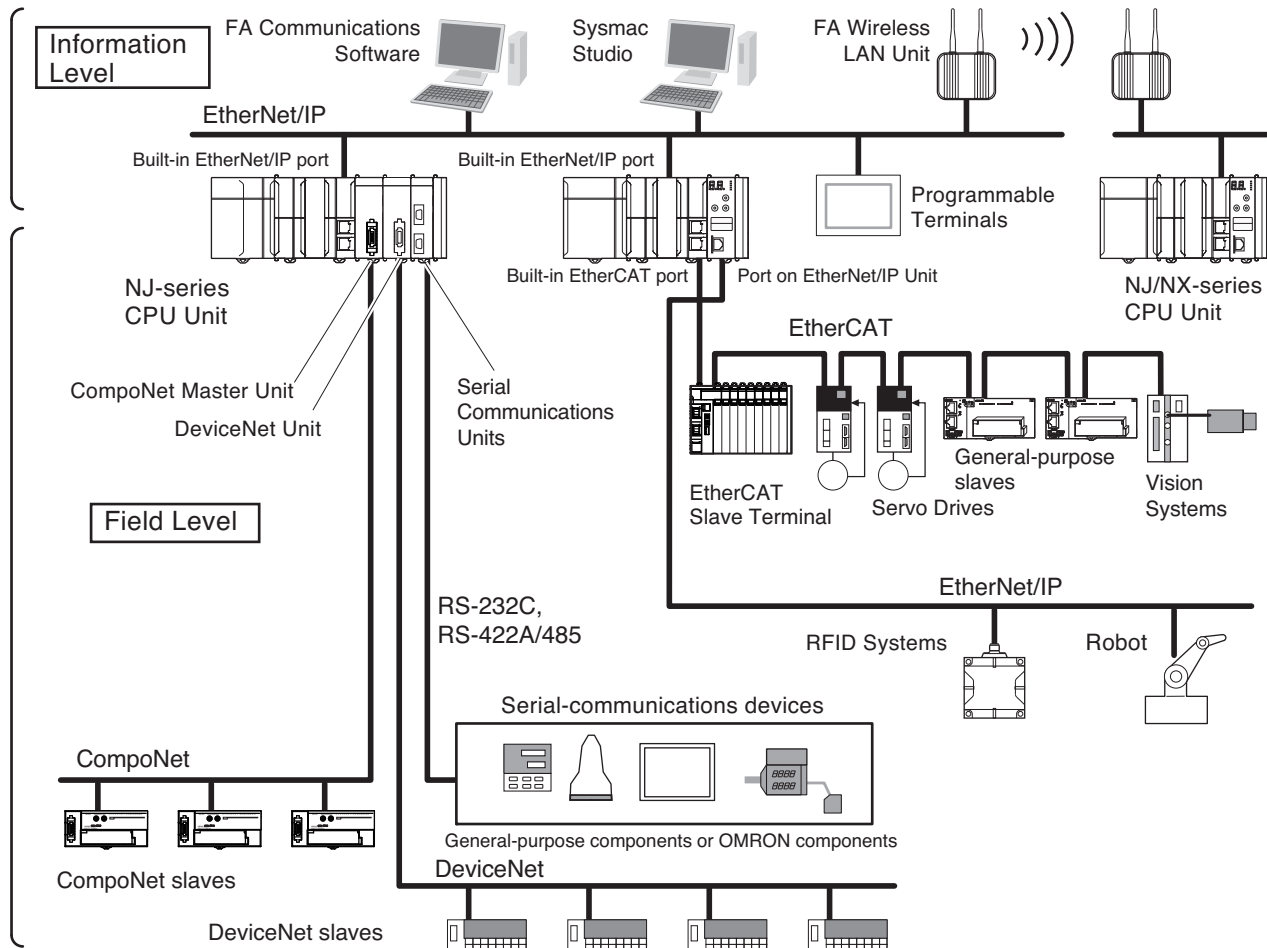 Information
Level
FA Communications
Software
Sysmac
Studio
FA Wireless
LAN Unit
EtherNet/IP
Built-in EtherNet/IP port
Built-in EtherNet/IP port
Programmable
Terminals
Built-in EtherCAT port
Port on EtherNet/IP Unit
NJ-series
CPU Unit
NJ/NX-series
CPU Unit
EtherCAT
CompoNet Master Unit
DeviceNet Unit
Serial
Communications
Units
General-purpose
slaves
EtherCAT
Slave Terminal
Servo Drives
Vision
Systems
Field Level
EtherNet/IP
RS-232C,
RS-422A/485
RFID Systems
Robot
Serial-communications devices
CompoNet
8888
8888
General-purpose components or OMRON components
CompoNet slaves
DeviceNet
DeviceNet slaves